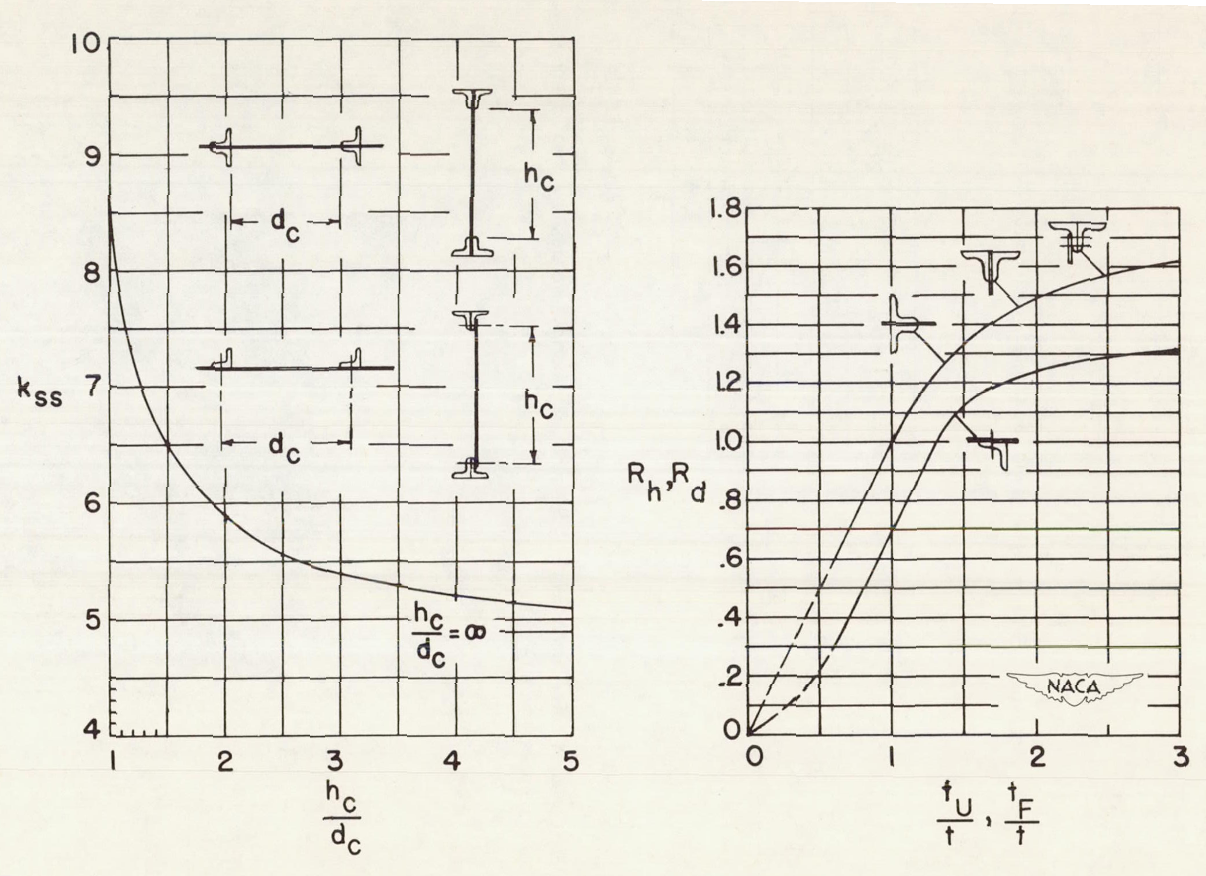 10
9
8
7
6
5
4
k_ss
1 2 3 4 5
h_c
d_c
d_c
h_c
d_c
h_c
h_c/d_c = ∞
1.8
1.6
1.4
1.2
1.0
.8
.6
.4
.2
0
R_h, R_d
0 1 2 3
t_U/t , t_F/t
NACA